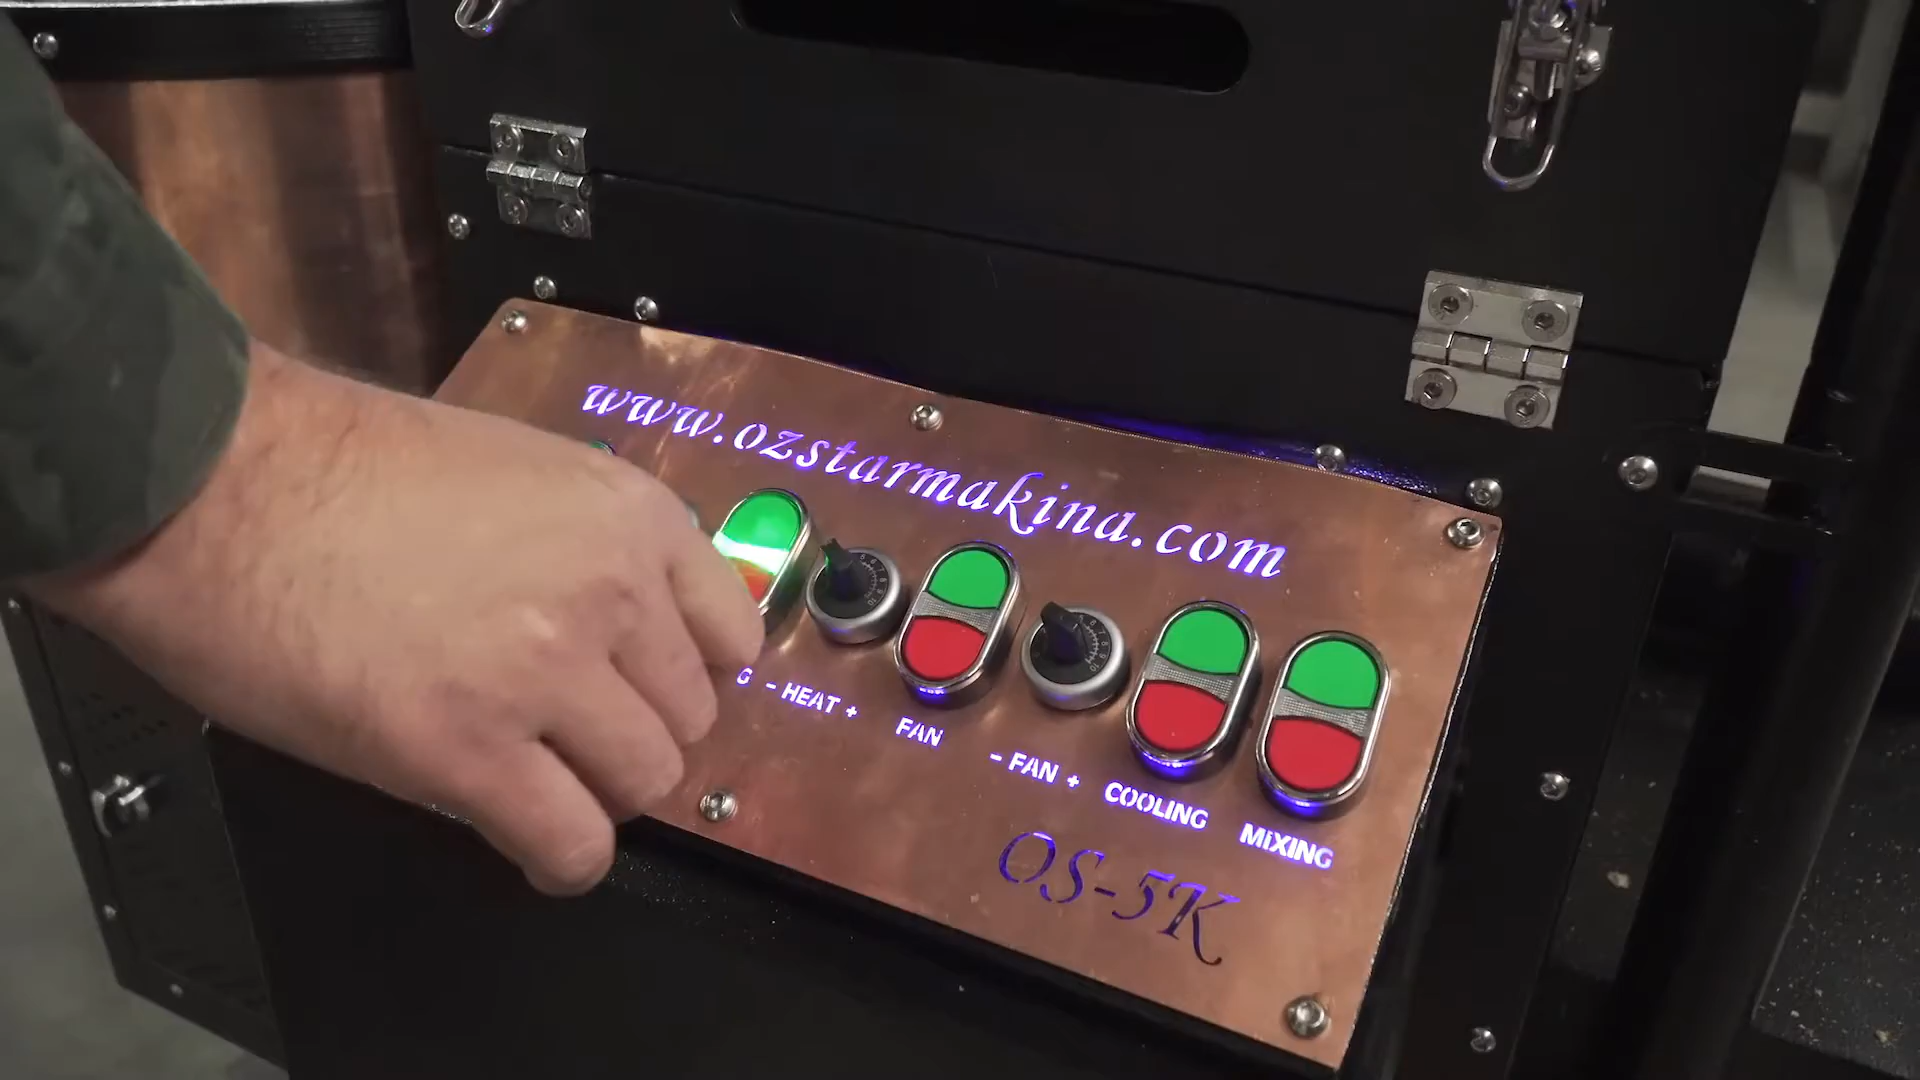 www.ozstarmakina.com
G - HEAT + FAN - FAN + COOLING MiXING
OS-5K